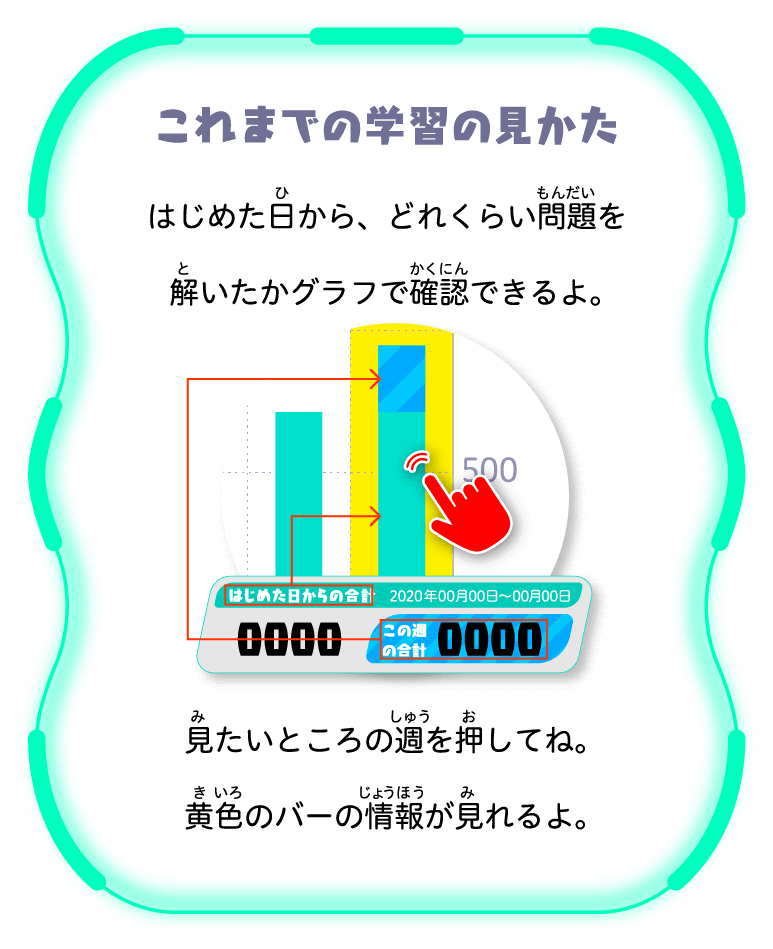 これまでの学習の見かた
はじめた日から、どれくらい問題を
解いたかグラフで確認できるよ。
500
はじめた日からの合計 2020年00月00日～00月00日
0000 この週の合計 0000
見たいところの週を押してね。
黄色のバーの情報が見れるよ。